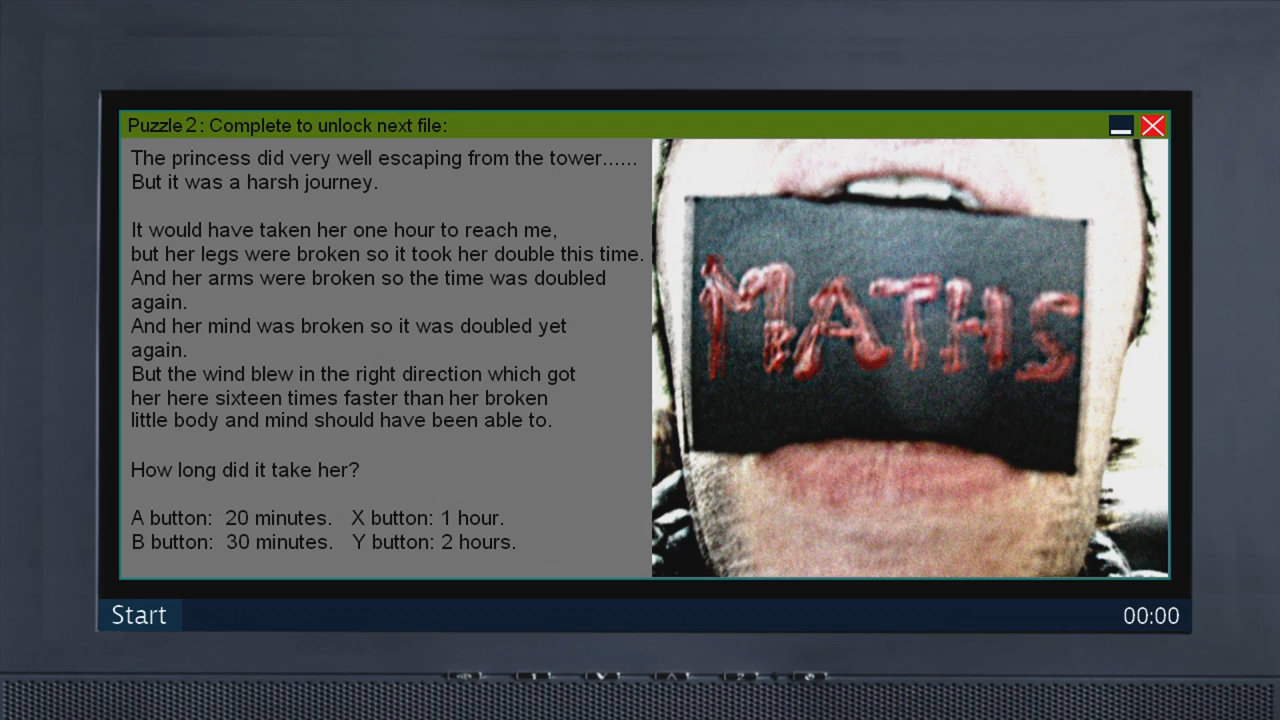 Puzzle 2: Complete to unlock next file:
The princess did very well escaping from the tower......
But it was a harsh journey.
It would have taken her one hour to reach me,
but her legs were broken so it took her double this time.
And her arms were broken so the time was doubled
again.
And her mind was broken so it was doubled yet
again.
But the wind blew in the right direction which got
her here sixteen times faster than her broken
little body and mind should have been able to.
How long did it take her?
A button: 20 minutes. X button: 1 hour.
B button: 30 minutes. Y button: 2 hours.
MATHS
Start
00:00